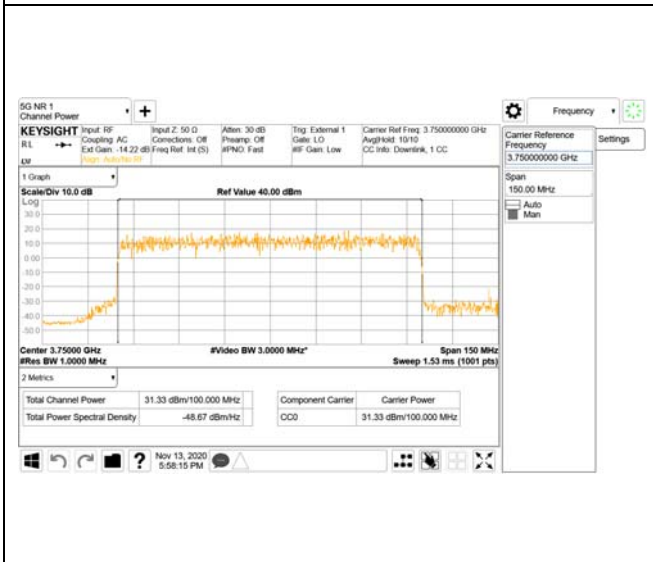 5G NR 1
Channel Power
Frequency
KEYSIGHT
RL
Input: RF
Coupling: AC
Ext Gain: -14.22 dB
Align: Auto/No RF
Input Z: 50 Ω
Corrections: Off
Freq Ref: Int (S)
Atten: 30 dB
Preamp: Off
#PNO: Fast
Trig: External 1
Gate: LO
#IF Gain: Low
Carrier Ref Freq: 3.750000000 GHz
Avg|Hold: 10/10
CC Info: Downlink, 1 CC
Carrier Reference
Frequency
3.750000000 GHz
Settings
Span
150.00 MHz
Auto
Man
1 Graph
Scale/Div 10.0 dB
Ref Value 40.00 dBm
Log
30.0
20.0
10.0
0.00
-10.0
-20.0
-30.0
-40.0
-50.0
Center 3.75000 GHz
#Video BW 3.0000 MHz*
Span 150 MHz
#Res BW 1.0000 MHz
Sweep 1.53 ms (1001 pts)
2 Metrics
Total Channel Power 31.33 dBm/100.000 MHz
Total Power Spectral Density -48.67 dBm/Hz
Component Carrier Carrier Power
CC0 31.33 dBm/100.000 MHz
Nov 13, 2020
5:58:15 PM